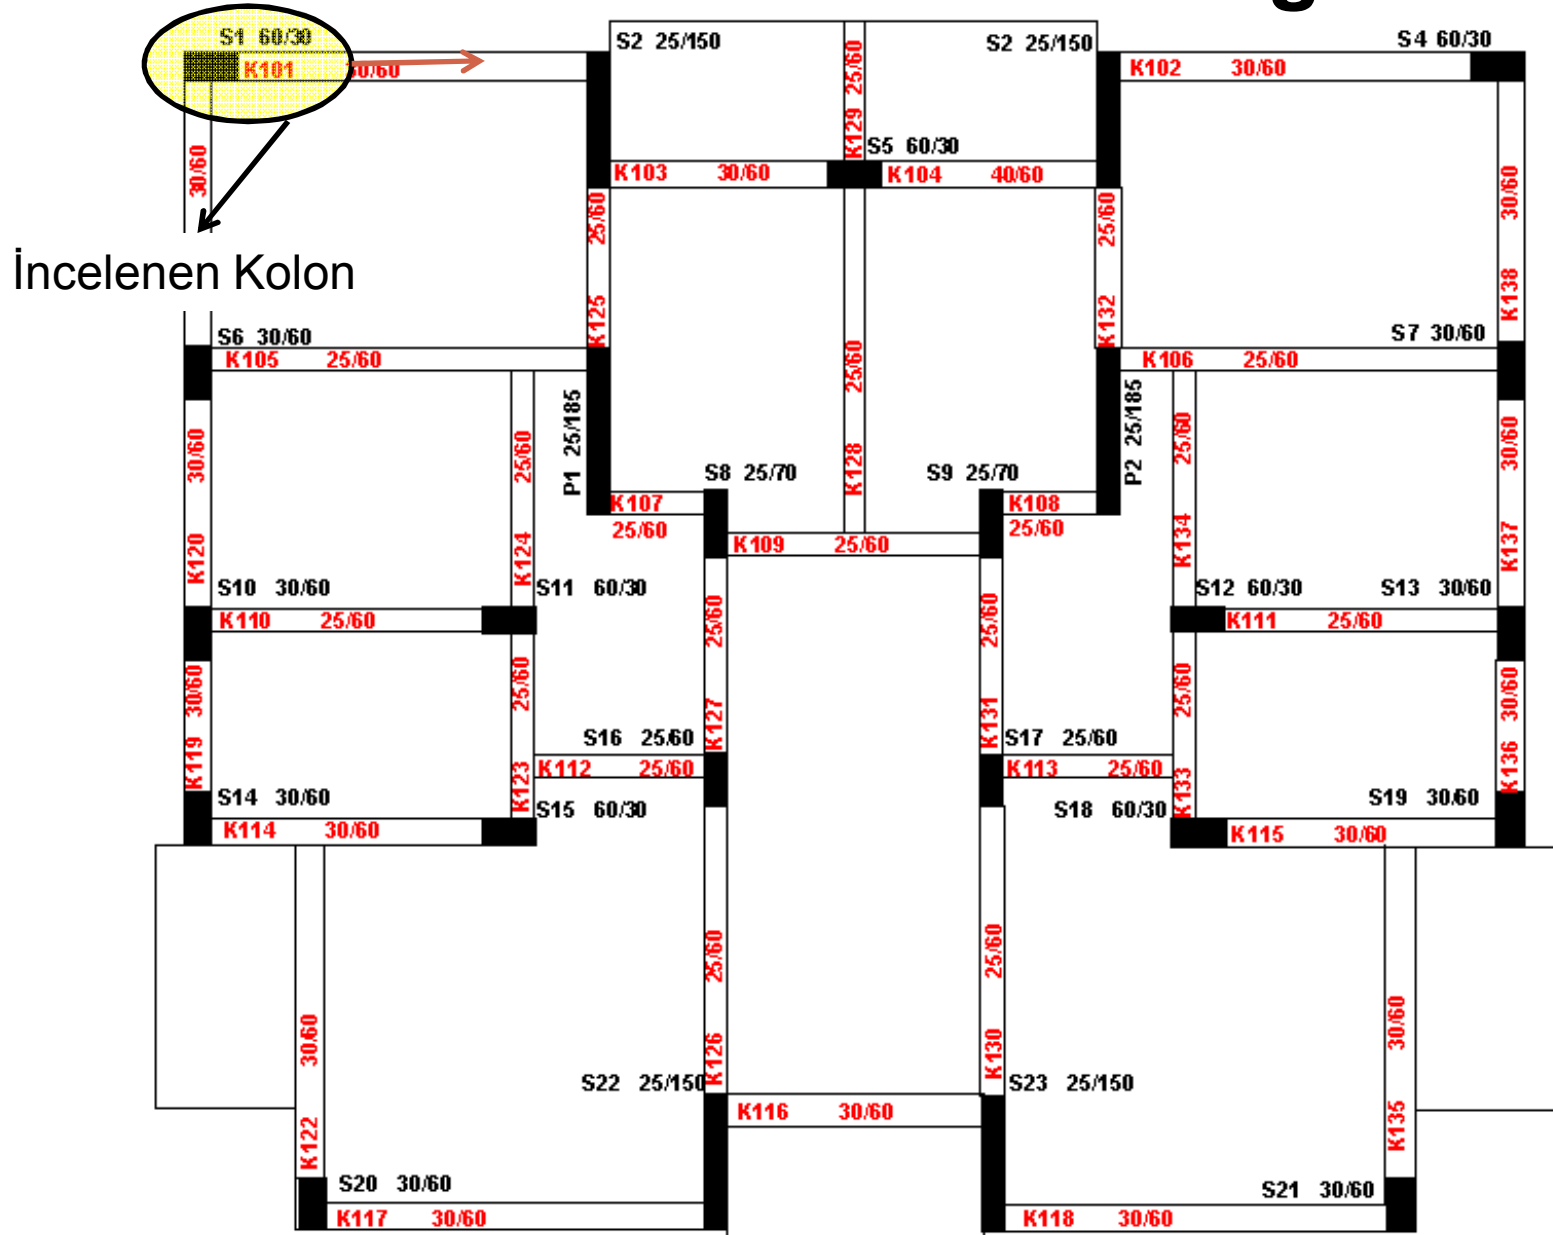 g
S1 60/30
S2 25/150
S2 25/150
S4 60/30
K101 30/60
K102 30/60
K129 25/60
S5 60/30
30/60
K103 30/60
K104 40/60
30/60
K138
25/60
K125
25/60
K132
İncelenen Kolon
S6 30/60
S7 30/60
K105 25/60
K106 25/60
25/60
K128
P1 25/185
P2 25/185
30/60
K120
25/60
K124
25/60
K134
30/60
K137
S8 25/70
S9 25/70
K107
25/60
K108
25/60
K109 25/60
S10 30/60
S11 60/30
S12 60/30
S13 30/60
K110 25/60
K111 25/60
25/60
K127
25/60
K131
K119 30/60
25/60
K123
25/60
K133
K136 30/60
S16 25.60
S17 25/60
K112 25/60
K113 25/60
S14 30/60
S15 60/30
S18 60/30
S19 30.60
K114 30/60
K115 30/60
25/60
K126
25/60
K130
30/60
K122
30/60
K135
S22 25/150
S23 25/150
K116 30/60
S20 30/60
S21 30/60
K117 30/60
K118 30/60